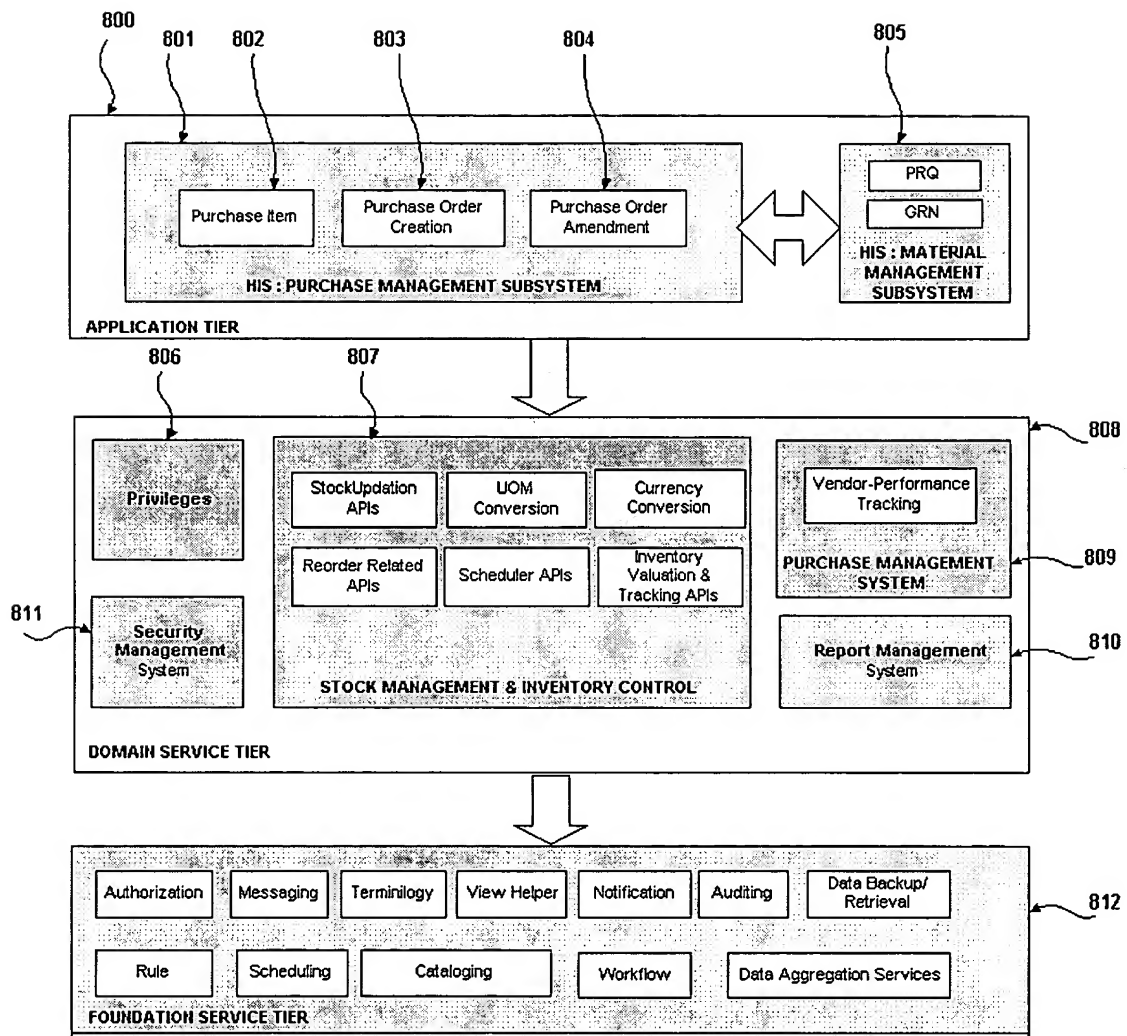 800
801
802
803
804
805
Purchase Item
Purchase Order
Creation
Purchase Order
Amendment
HIS : PURCHASE MANAGEMENT SUBSYSTEM
PRQ
GRN
HIS : MATERIAL
MANAGEMENT
SUBSYSTEM
APPLICATION TIER
806
807
808
Privileges
StockUpdation
APIs
UOM
Conversion
Currency
Conversion
Reorder Related
APIs
Scheduler APIs
Inventory
Valuation &
Tracking APIs
STOCK MANAGEMENT & INVENTORY CONTROL
Vendor-Performance
Tracking
PURCHASE MANAGEMENT
SYSTEM
809
811
Security
Management
System
Report Management
System
810
DOMAIN SERVICE TIER
Authorization
Messaging
Terminilogy
View Helper
Notification
Auditing
Data Backup/
Retrieval
812
Rule
Scheduling
Cataloging
Workflow
Data Aggregation Services
FOUNDATION SERVICE TIER